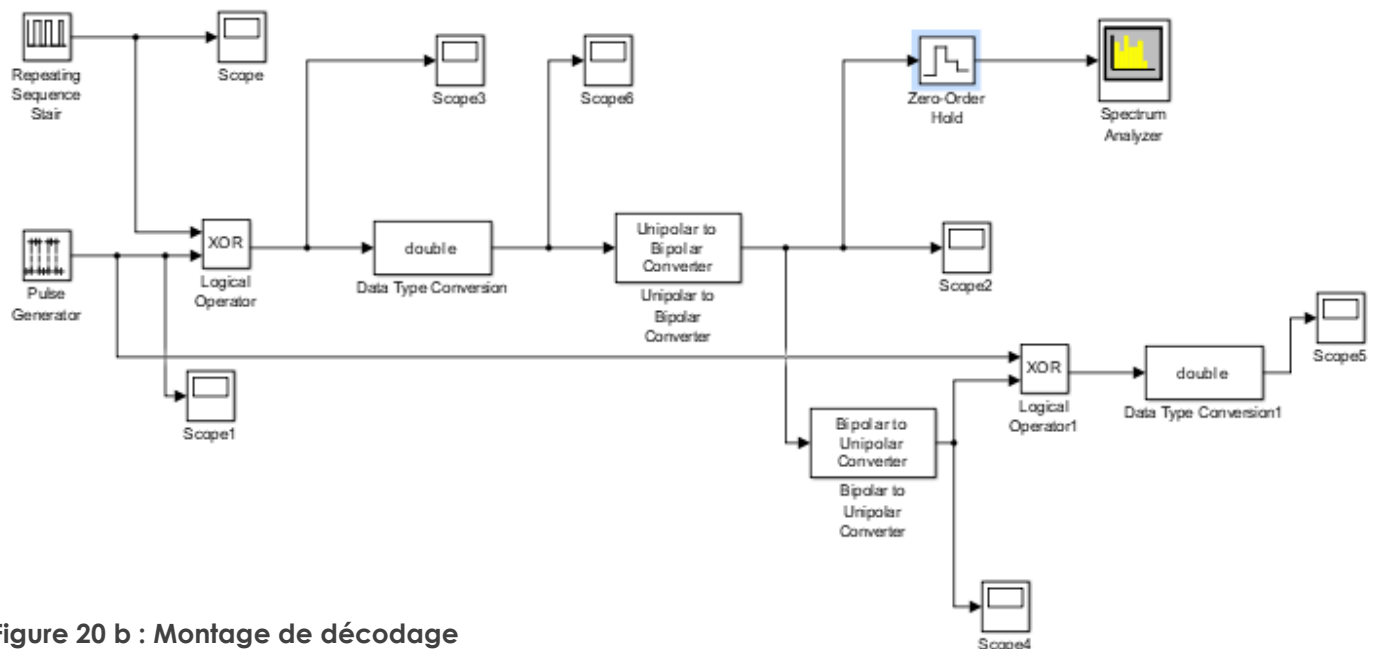 Repeating
Sequence
Stair
Scope
Scope3
Scope6
Zero-Order
Hold
Spectrum
Analyzer
Pulse
Generator
XOR
Logical
Operator
double
Data Type Conversion
Unipolar to
Bipolar
Converter
Unipolar to
Bipolar
Converter
Scope2
Scope1
XOR
Logical
Operator1
double
Data Type Conversion1
Scope5
Bipolar to
Unipolar
Converter
Bipolar to
Unipolar
Converter
Scope4
Figure 20 b : Montage de décodage